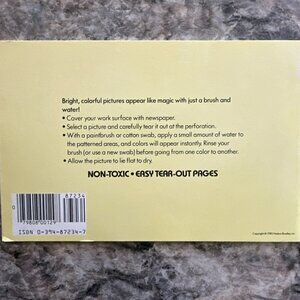 Bright, colorful pictures appear like magic with just a brush and
water!
• Cover your work surface with newspaper.
• Select a picture and carefully tear it out at the perforation.
• With a paintbrush or cotton swab, apply a small amount of water to
the patterned areas, and colors will appear instantly. Rinse your
brush (or use a new swab) before going from one color to another.
• Allow the picture to lie flat to dry.
NON-TOXIC • EASY TEAR-OUT PAGES
87234
0
79808 00129
ISBN 0-394-87234-7